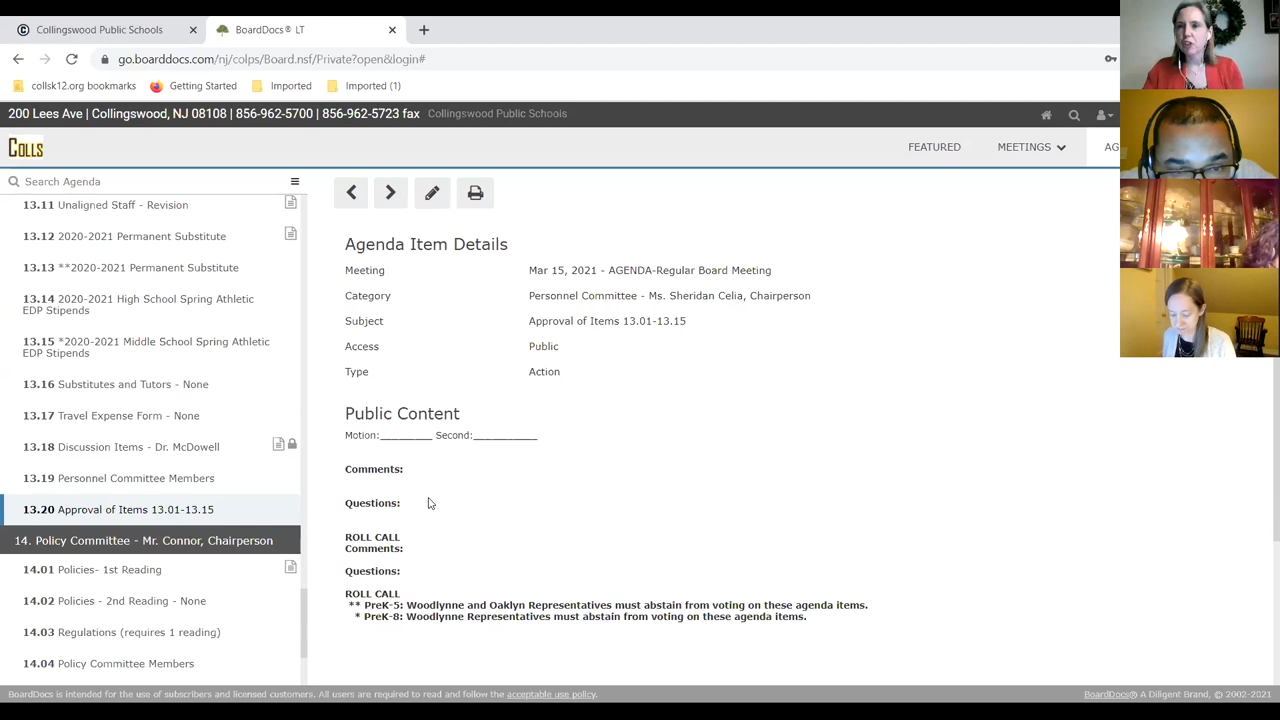 Collingswood Public Schools
BoardDocs® LT
go.boarddocs.com/nj/colps/Board.nsf/Private?open&login#
collsk12.org bookmarks Getting Started Imported Imported (1)
200 Lees Ave | Collingswood, NJ 08108 | 856-962-5700 | 856-962-5723 fax Collingswood Public Schools
COLLS
FEATURED MEETINGS AG
Search Agenda
13.11 Unaligned Staff - Revision
13.12 2020-2021 Permanent Substitute
13.13 **2020-2021 Permanent Substitute
13.14 2020-2021 High School Spring Athletic
EDP Stipends
13.15 *2020-2021 Middle School Spring Athletic
EDP Stipends
13.16 Substitutes and Tutors - None
13.17 Travel Expense Form - None
13.18 Discussion Items - Dr. McDowell
13.19 Personnel Committee Members
13.20 Approval of Items 13.01-13.15
14. Policy Committee - Mr. Connor, Chairperson
14.01 Policies- 1st Reading
14.02 Policies - 2nd Reading - None
14.03 Regulations (requires 1 reading)
14.04 Policy Committee Members
Agenda Item Details
Meeting Mar 15, 2021 - AGENDA-Regular Board Meeting
Category Personnel Committee - Ms. Sheridan Celia, Chairperson
Subject Approval of Items 13.01-13.15
Access Public
Type Action
Public Content
Motion:_________ Second:___________
Comments:
Questions:
ROLL CALL
Comments:
Questions:
ROLL CALL
** PreK-5: Woodlynne and Oaklyn Representatives must abstain from voting on these agenda items.
* PreK-8: Woodlynne Representatives must abstain from voting on these agenda items.
BoardDocs is intended for the use of subscribers and licensed customers. All users are required to read and follow the acceptable use policy.
BoardDocs® A Diligent Brand, © 2002-2021